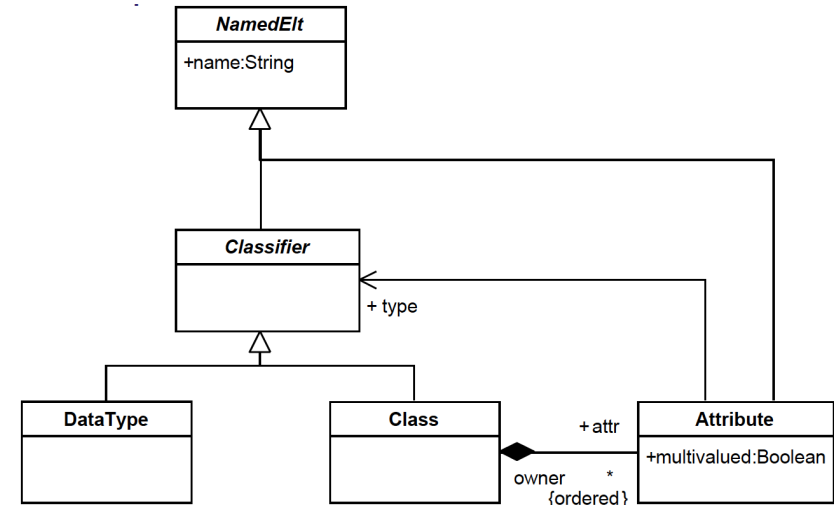 NamedElt
+name:String
Classifier
+ type
DataType
Class
+attr
Attribute
+multivalued:Boolean
owner *
{ordered}